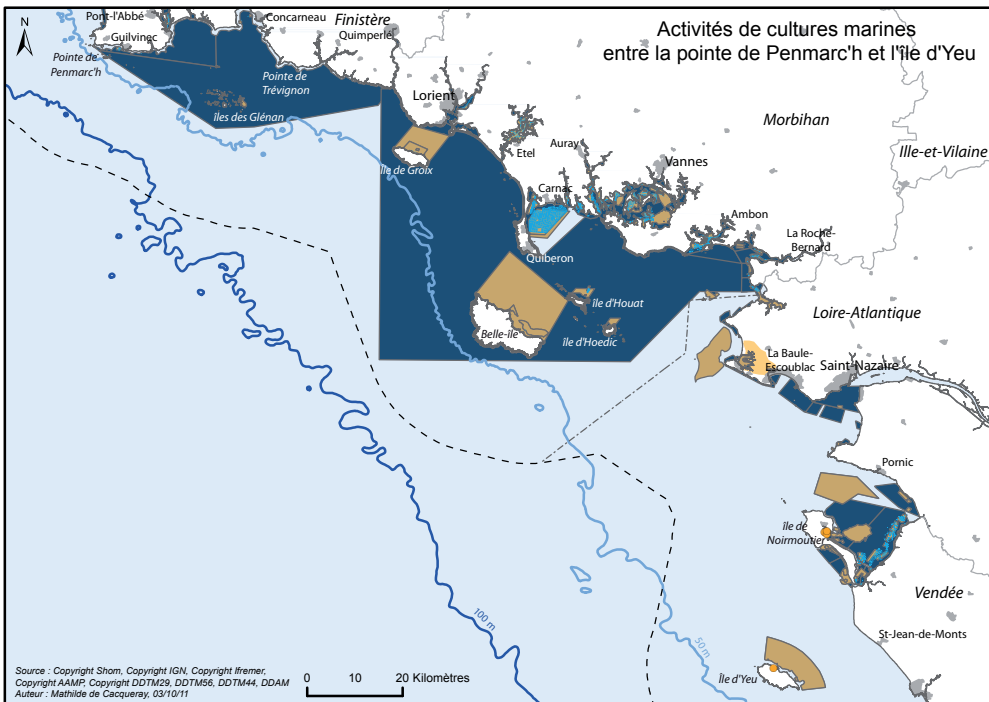 Activités de cultures marines
entre la pointe de Penmarc'h et l'île d'Yeu
N
Pont-l'Abbé
Guilvinec
Pointe de
Penmarc'h
Concarneau
Finistère
Quimperlé
Pointe de
Trévignon
îles des Glénan
Lorient
île de Groix
Etel
Auray
Carnac
Quiberon
Vannes
Morbihan
Ille-et-Vilaine
Ambon
La Roche-
Bernard
Belle-île
île d'Houat
île d'Hoedic
Loire-Atlantique
La Baule-
Escoublac
Saint-Nazaire
Pornic
île de
Noirmoutier
Vendée
St-Jean-de-Monts
île d'Yeu
100 m
50 m
0 10 20 Kilomètres
Source : Copyright Shom, Copyright IGN, Copyright Ifremer,
Copyright AAMP, Copyright DDTM29, DDTM56, DDTM44, DDAM
Auteur : Mathilde de Cacqueray, 03/10/11